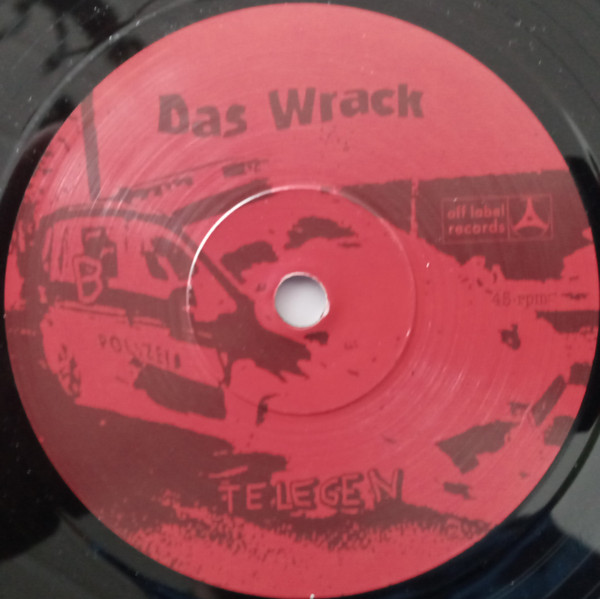 Das Wrack
off label
records
45 rpm
B
POLIZEI
TELEGEN